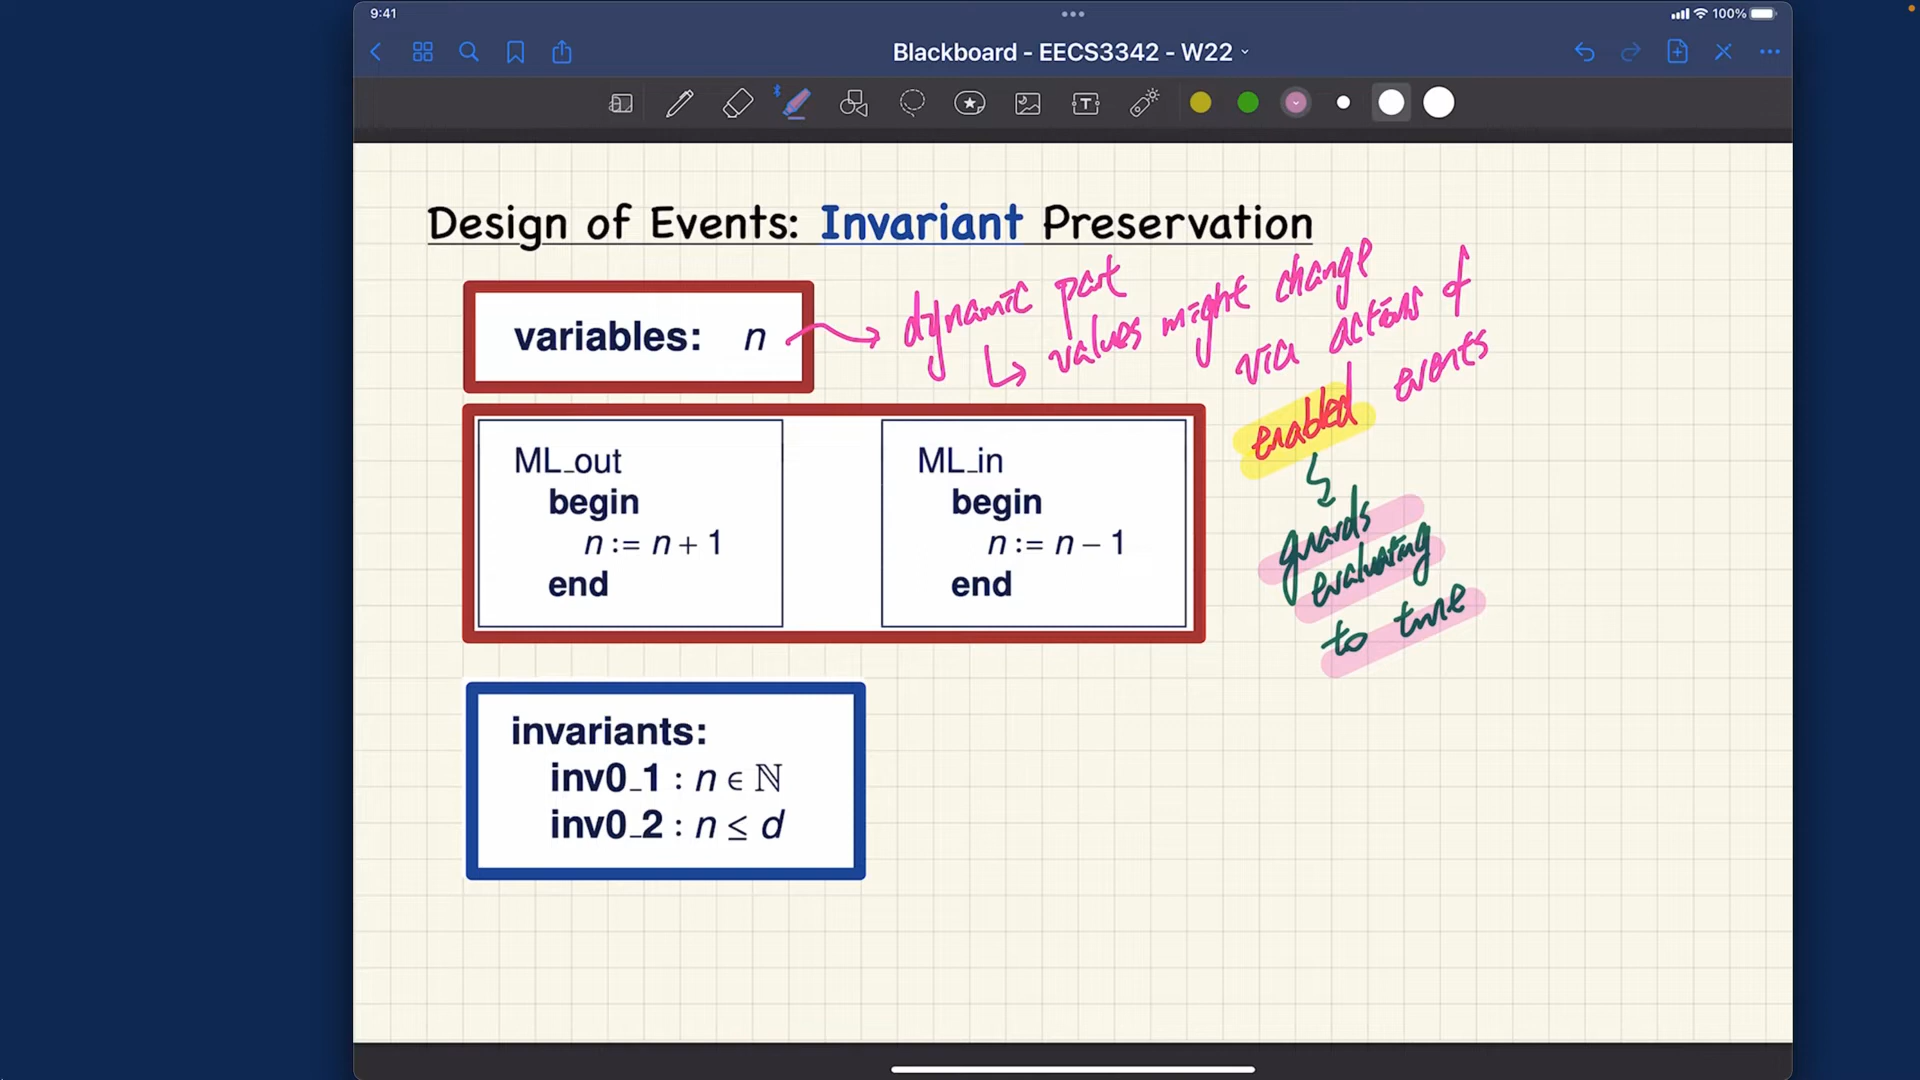 9:41
100%
Blackboard - EECS3342 - W22
Design of Events: Invariant Preservation
variables: n
dynamic part
values might change
via actions of
enabled events
guards
evaluating
to true
ML_out
begin
n := n + 1
end
ML_in
begin
n := n − 1
end
invariants:
inv0_1 : n ∈ ℕ
inv0_2 : n ≤ d